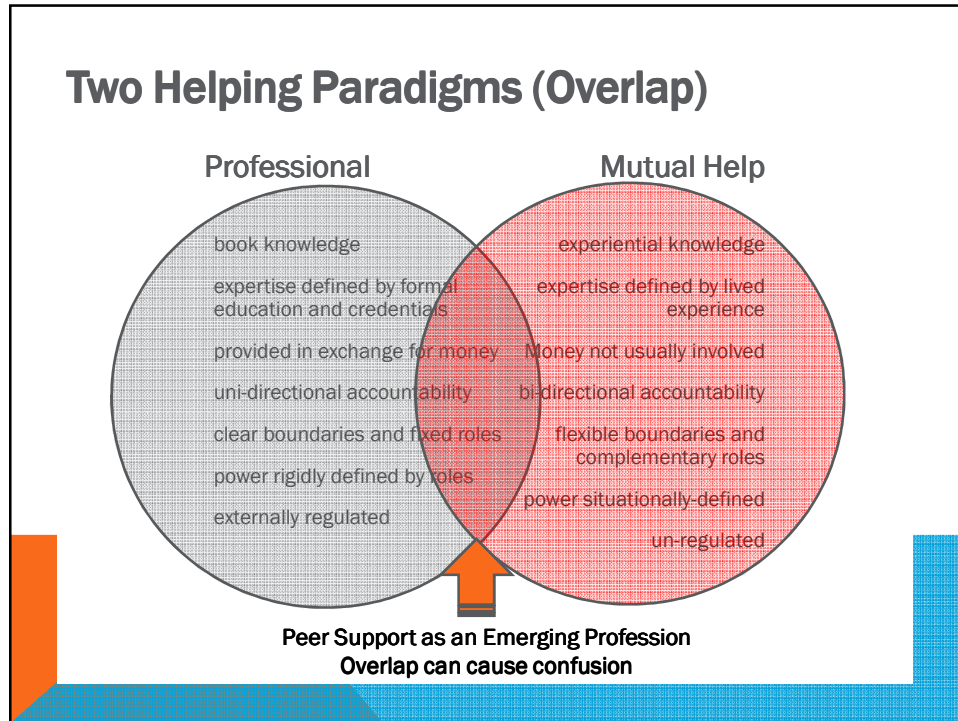 Two Helping Paradigms (Overlap)
Professional
book knowledge
expertise defined by formal
education and credentials
provided in exchange for money
uni-directional accountability
clear boundaries and fixed roles
power rigidly defined by roles
externally regulated
Mutual Help
experiential knowledge
expertise defined by lived
experience
Money not usually involved
bi-directional accountability
flexible boundaries and
complementary roles
power situationally-defined
un-regulated
Peer Support as an Emerging Profession
Overlap can cause confusion